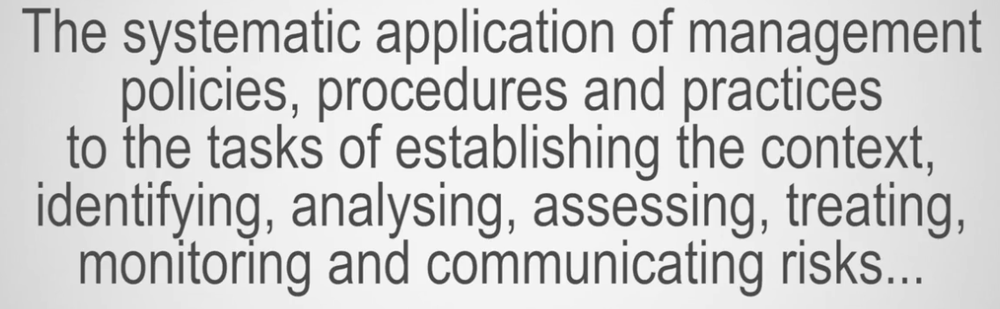 The systematic application of management
policies, procedures and practices
to the tasks of establishing the context,
identifying, analysing, assessing, treating,
monitoring and communicating risks...